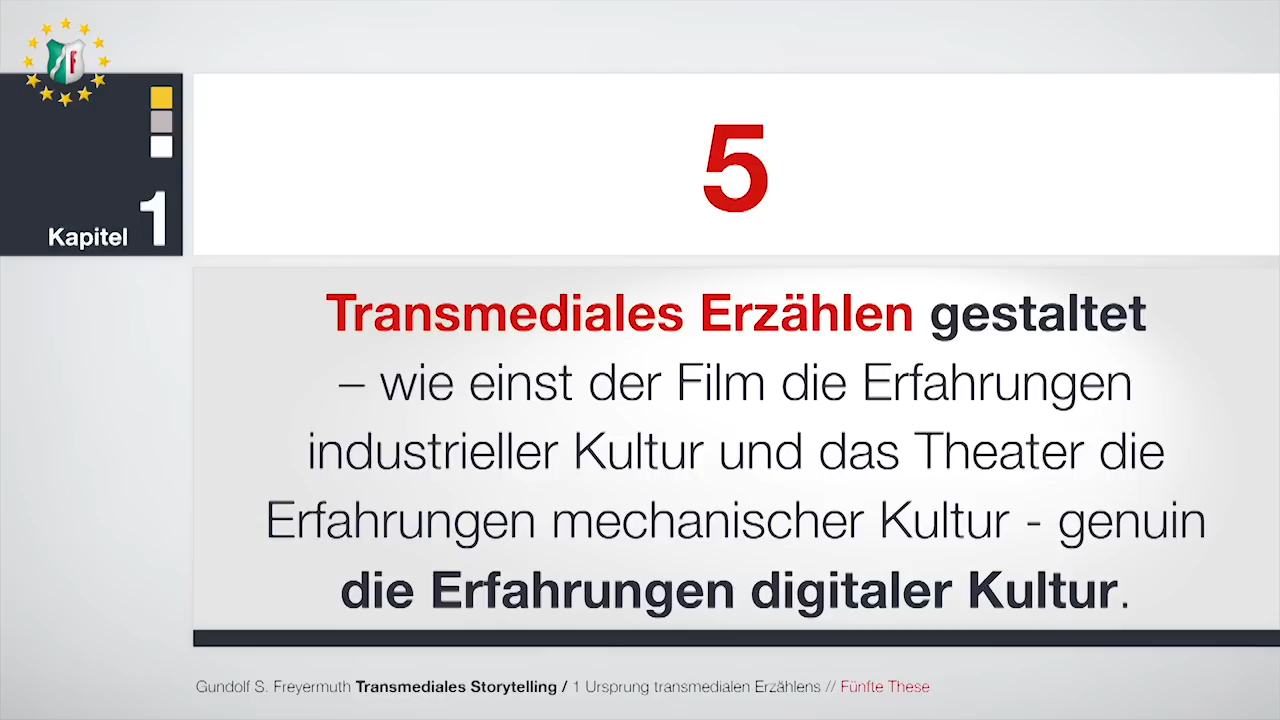 F
Kapitel 1
5
Transmediales Erzählen gestaltet
– wie einst der Film die Erfahrungen
industrieller Kultur und das Theater die
Erfahrungen mechanischer Kultur - genuin
die Erfahrungen digitaler Kultur.
Gundolf S. Freyermuth Transmediales Storytelling / 1 Ursprung transmedialen Erzählens // Fünfte These